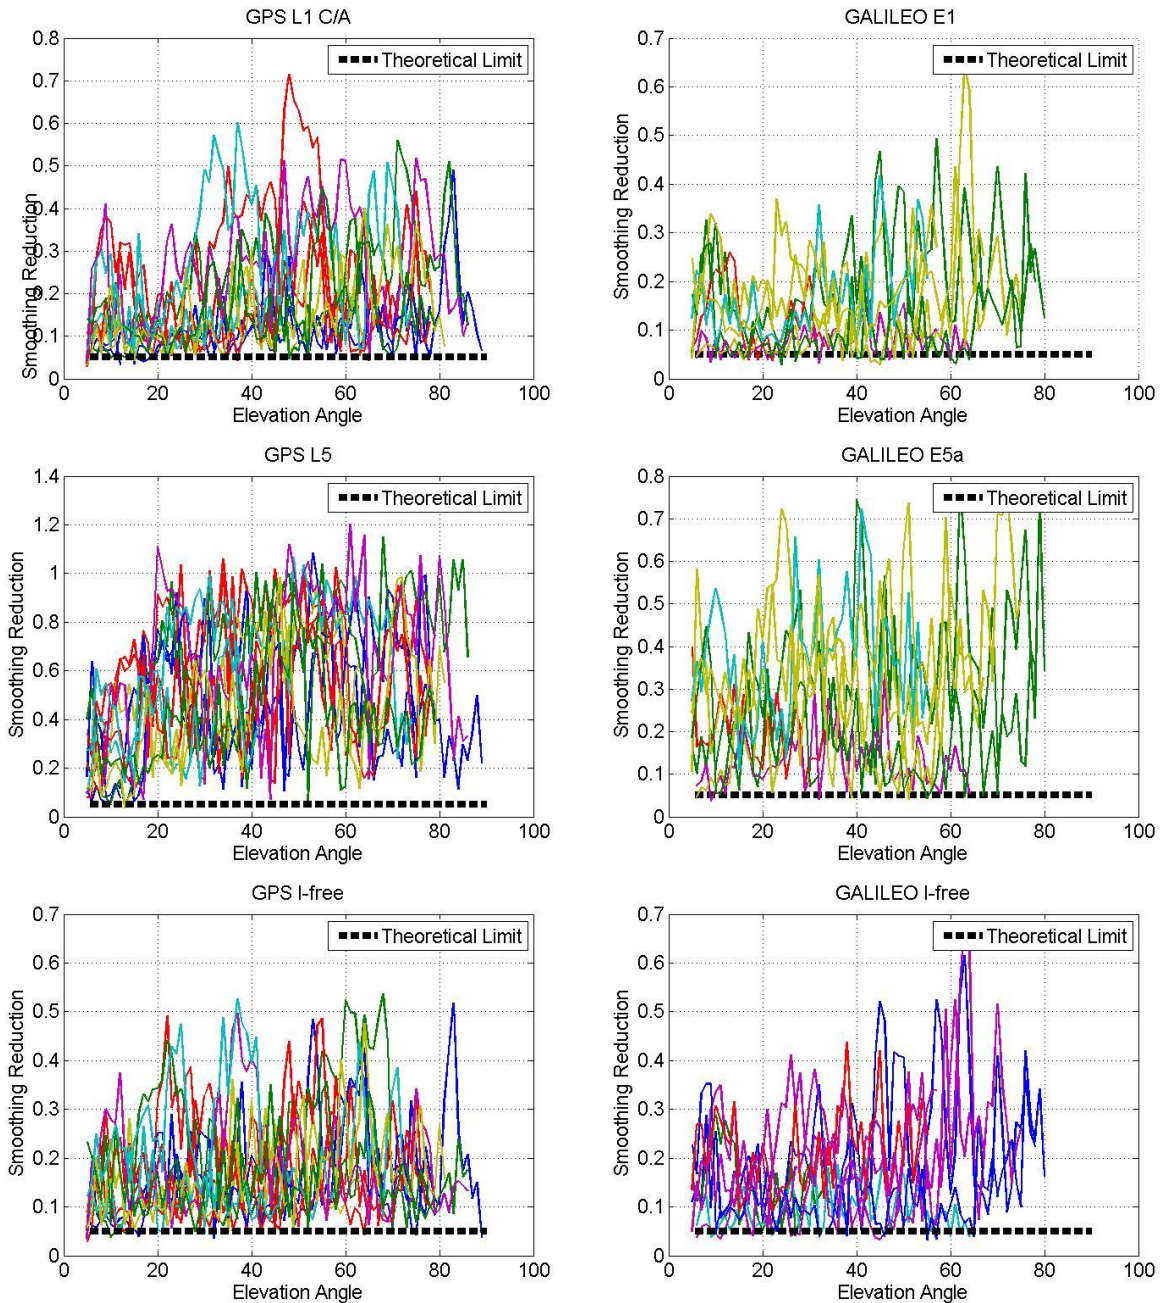 GPS L1 C/A
Smoothing Reduction
0.8
0.7
0.6
0.5
0.4
0.3
0.2
0.1
0
Theoretical Limit
0 20 40 60 80 100
Elevation Angle
GALILEO E1
Smoothing Reduction
0.7
0.6
0.5
0.4
0.3
0.2
0.1
0
Theoretical Limit
0 20 40 60 80 100
Elevation Angle
GPS L5
Smoothing Reduction
1.4
1.2
1
0.8
0.6
0.4
0.2
0
Theoretical Limit
0 20 40 60 80 100
Elevation Angle
GALILEO E5a
Smoothing Reduction
0.8
0.7
0.6
0.5
0.4
0.3
0.2
0.1
0
Theoretical Limit
0 20 40 60 80 100
Elevation Angle
GPS I-free
Smoothing Reduction
0.7
0.6
0.5
0.4
0.3
0.2
0.1
0
Theoretical Limit
0 20 40 60 80 100
Elevation Angle
GALILEO I-free
Smoothing Reduction
0.7
0.6
0.5
0.4
0.3
0.2
0.1
0
Theoretical Limit
0 20 40 60 80 100
Elevation Angle